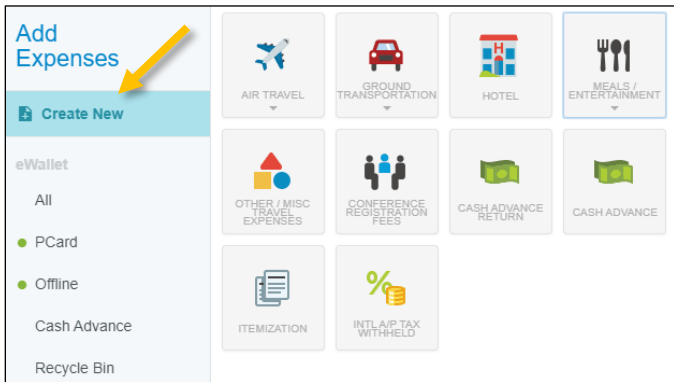 Add
Expenses
Create New
eWallet
All
PCard
Offline
Cash Advance
Recycle Bin
AIR TRAVEL
GROUND
TRANSPORTATION
H
HOTEL
MEALS /
ENTERTAINMENT
OTHER / MISC
TRAVEL
EXPENSES
CONFERENCE
REGISTRATION
FEES
CASH ADVANCE
RETURN
CASH ADVANCE
ITEMIZATION
%
INTL A/P TAX
WITHHELD